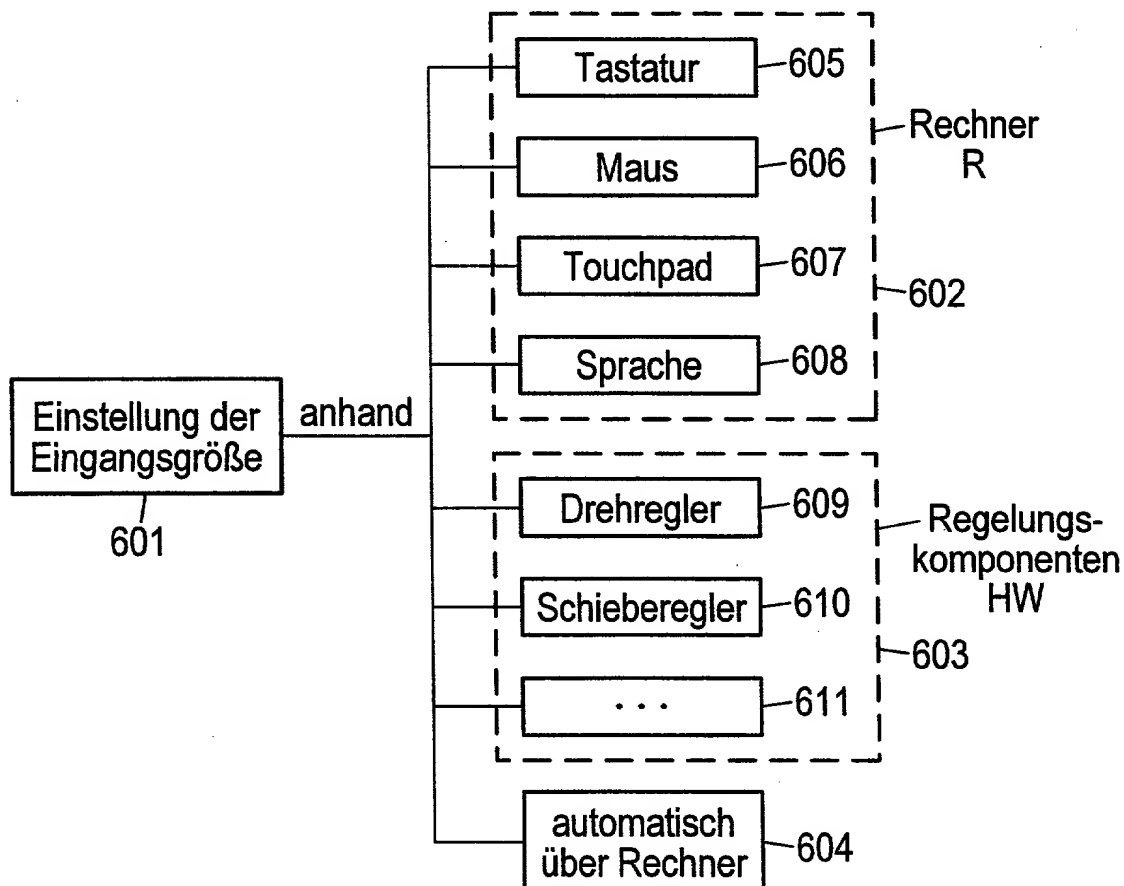 Tastatur
605
Maus
606
Touchpad
607
Sprache
608
Rechner
R
602
Einstellung der
Eingangsgröße
601
anhand
Drehregler
609
Schieberegler
610
. . .
611
Regelungs-
komponenten
HW
603
automatisch
über Rechner
604